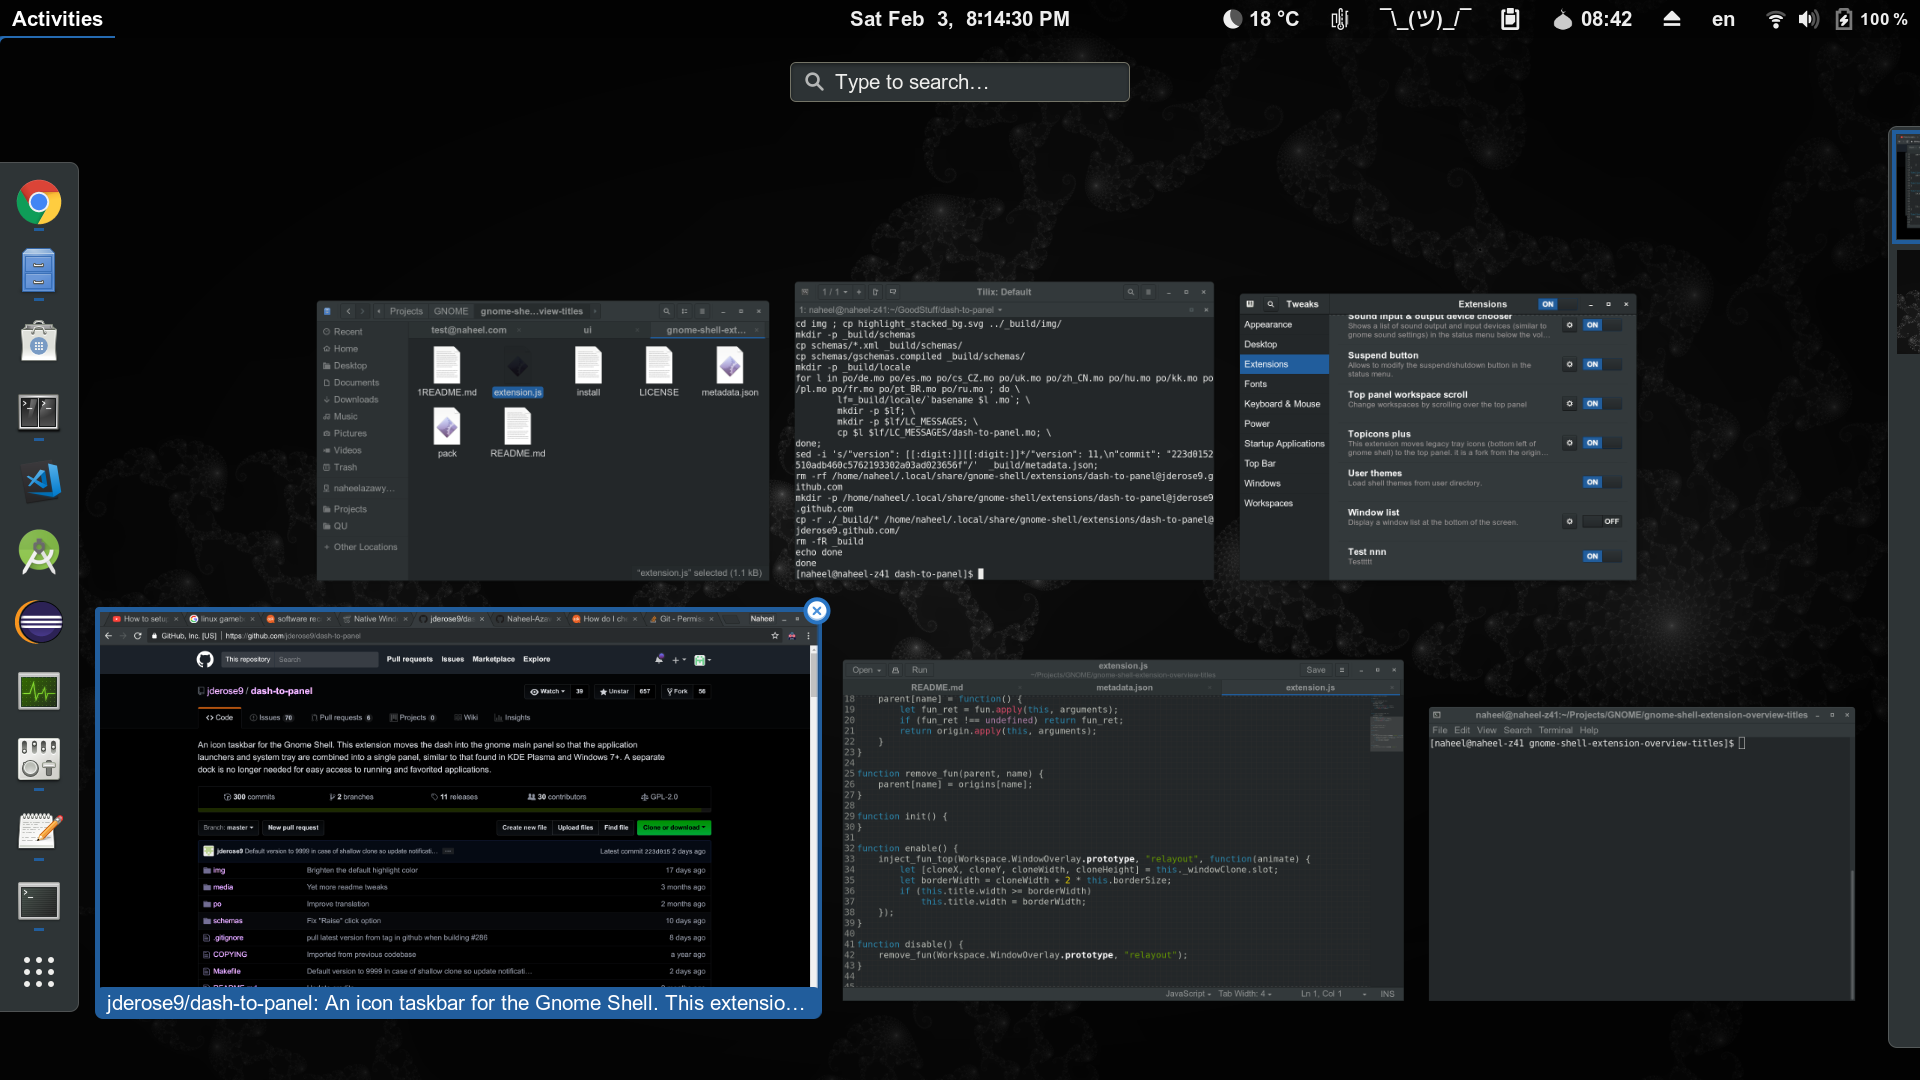 Activities
Sat Feb 3, 8:14:30 PM
18 °C
¯\_(ツ)_/¯
08:42
en
100 %
Type to search…
Projects GNOME gnome-she…view-titles
test@naheel.com ui gnome-shell-ext…
Recent
Home
Desktop
Documents
Downloads
Music
Pictures
Videos
Trash
naheelazawy…
Projects
QU
+ Other Locations
1README.md extension.js install LICENSE metadata.json
pack README.md
"extension.js" selected (1.1 kB)
1 / 1 Tilix: Default
1: naheel@naheel-z41:~/GoodStuff/dash-to-panel
cd img ; cp highlight_stacked_bg.svg ../_build/img/
mkdir -p _build/schemas
cp schemas/*.xml _build/schemas/
cp schemas/gschemas.compiled _build/schemas/
mkdir -p _build/locale
for l in po/de.mo po/es.mo po/cs_CZ.mo po/uk.mo po/zh_CN.mo po/hu.mo po/kk.mo po
/pl.mo po/fr.mo po/pt_BR.mo po/ru.mo ; do \
lf=_build/locale/`basename $l .mo`; \
mkdir -p $lf; \
mkdir -p $lf/LC_MESSAGES; \
cp $l $lf/LC_MESSAGES/dash-to-panel.mo; \
done;
sed -i 's/"version": [[:digit:]][[:digit:]]*/"version": 11,\n"commit": "223d0152
510adb460c5762193302a03ad023656f"/' _build/metadata.json;
rm -rf /home/naheel/.local/share/gnome-shell/extensions/dash-to-panel@jderose9.g
ithub.com
mkdir -p /home/naheel/.local/share/gnome-shell/extensions/dash-to-panel@jderose9
.github.com
cp -r ./_build/* /home/naheel/.local/share/gnome-shell/extensions/dash-to-panel@
jderose9.github.com/
rm -fR _build
echo done
done
[naheel@naheel-z41 dash-to-panel]$
Tweaks Extensions ON
Appearance
Desktop
Extensions
Fonts
Keyboard & Mouse
Power
Startup Applications
Top Bar
Windows
Workspaces
Sound input & output device chooser
Shows a list of sound output and input devices (similar to
gnome sound settings) in the status menu below the vol…
ON
Suspend button
Allows to modify the suspend/shutdown button in the
status menu.
ON
Top panel workspace scroll
Change workspaces by scrolling over the top panel
ON
Topicons plus
This extension moves legacy tray icons (bottom left of
gnome shell) to the top panel. It is a fork from the origin…
ON
User themes
Load shell themes from user directory.
ON
Window list
Display a window list at the bottom of the screen.
OFF
Test nnn
Testttt!
ON
How to setu linux gameb software rec Native Wind jderose9/das Naheel-Aza How do I ch Git - Permis Naheel
GitHub, Inc. [US] | https://github.com/jderose9/dash-to-panel
This repository Search Pull requests Issues Marketplace Explore
jderose9 / dash-to-panel Watch 39 Unstar 657 Fork 56
Code Issues 70 Pull requests 6 Projects 0 Wiki Insights
An icon taskbar for the Gnome Shell. This extension moves the dash into the gnome main panel so that the application
launchers and system tray are combined into a single panel, similar to that found in KDE Plasma and Windows 7+. A separate
dock is no longer needed for easy access to running and favorited applications.
300 commits 2 branches 11 releases 30 contributors GPL-2.0
Branch: master New pull request Create new file Upload files Find file Clone or download
jderose9 Default version to 9999 in case of shallow clone so update notificati… Latest commit 223d015 2 days ago
img Brighten the default highlight color 17 days ago
media Yet more readme tweaks 3 months ago
po Improve translation 2 months ago
schemas Fix "Raise" click option 10 days ago
.gitignore pull latest version from tag in github when building #286 8 days ago
COPYING Imported from previous codebase a year ago
Makefile Default version to 9999 in case of shallow clone so update notificati… 2 days ago
jderose9/dash-to-panel: An icon taskbar for the Gnome Shell. This extensio…
Open Run extension.js Save
~/Projects/GNOME/gnome-shell-extension-overview-titles
README.md metadata.json extension.js
18 parent[name] = function() {
19 let fun_ret = fun.apply(this, arguments);
20 if (fun_ret !== undefined) return fun_ret;
21 return origin.apply(this, arguments);
22 }
23 }
24
25 function remove_fun(parent, name) {
26 parent[name] = origins[name];
27 }
28
29 function init() {
30 }
31
32 function enable() {
33 inject_fun_top(Workspace.WindowOverlay.prototype, "relayout", function(animate) {
34 let [cloneX, cloneY, cloneWidth, cloneHeight] = this._windowClone.slot;
35 let borderWidth = cloneWidth + 2 * this.borderSize;
36 if (this.title.width >= borderWidth)
37 this.title.width = borderWidth;
38 });
39 }
40
41 function disable() {
42 remove_fun(Workspace.WindowOverlay.prototype, "relayout");
43 }
44
JavaScript Tab Width: 4 Ln 1, Col 1 INS
naheel@naheel-z41:~/Projects/GNOME/gnome-shell-extension-overview-titles
File Edit View Search Terminal Help
[naheel@naheel-z41 gnome-shell-extension-overview-titles]$